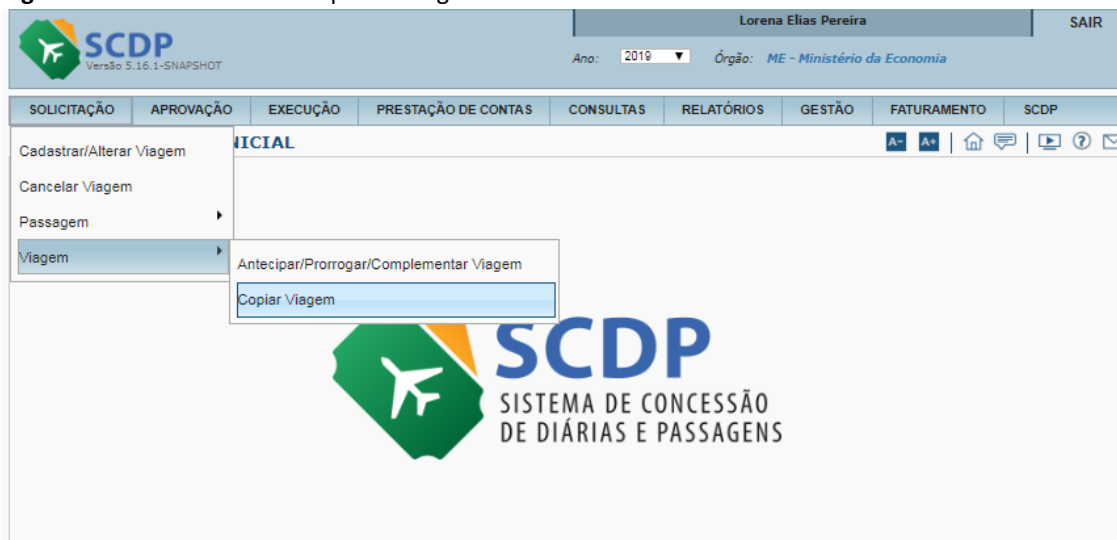 Lorena Elias Pereira
SAIR
SCDP
Versão 5.16.1-SNAPSHOT
Ano: 2019 Órgão: ME - Ministério da Economia
SOLICITAÇÃO APROVAÇÃO EXECUÇÃO PRESTAÇÃO DE CONTAS CONSULTAS RELATÓRIOS GESTÃO FATURAMENTO SCDP
Cadastrar/Alterar Viagem
NICIAL
A- A+
Cancelar Viagem
Passagem
Viagem
Antecipar/Prorrogar/Complementar Viagem
Copiar Viagem
SCDP
SISTEMA DE CONCESSÃO
DE DIÁRIAS E PASSAGENS